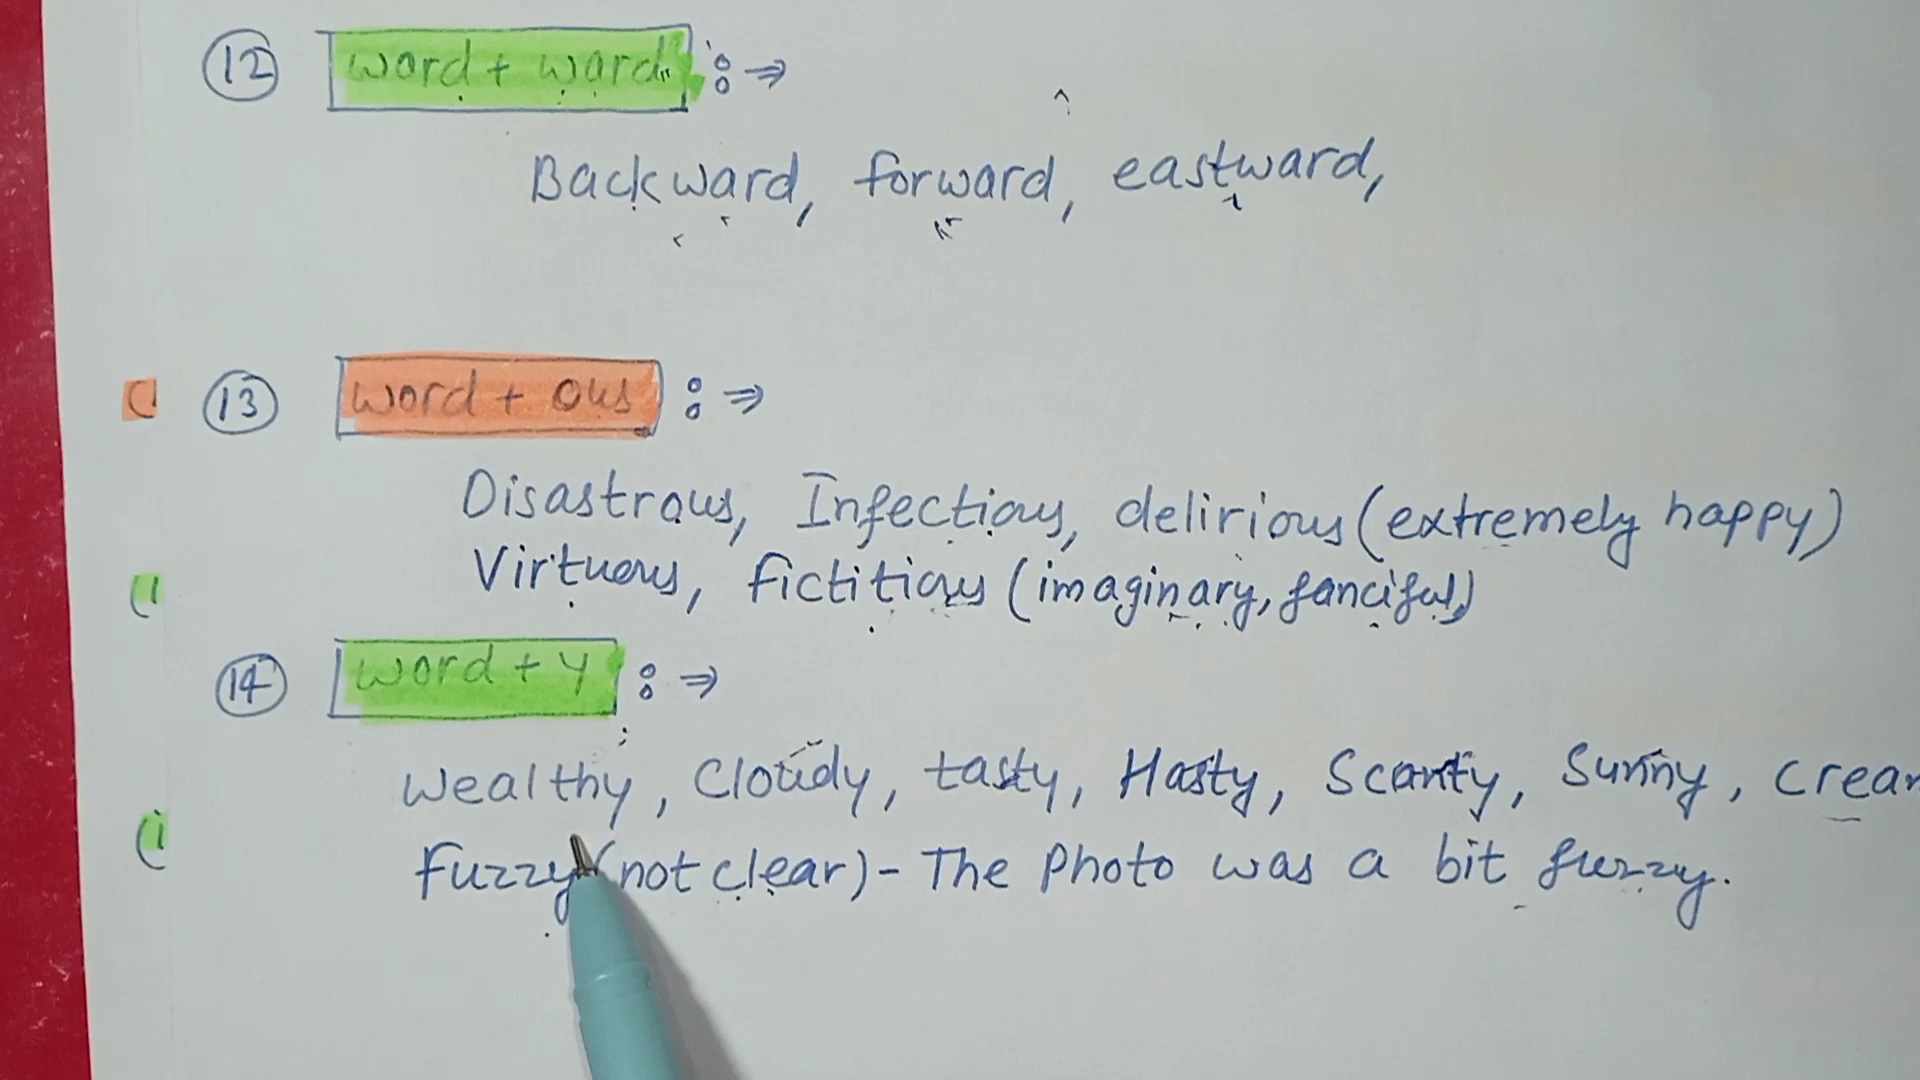 12 word + ward :⇒
Backward, forward, eastward,
13 word + ous :⇒
Disastrous, Infectious, delirious (extremely happy)
Virtuous, fictitious (imaginary, fanciful)
14 word + y :⇒
Wealthy, Cloudy, tasty, Hasty, Scanty, Sunny,
Fuzzy (not clear) - The Photo was a bit fuzzy.